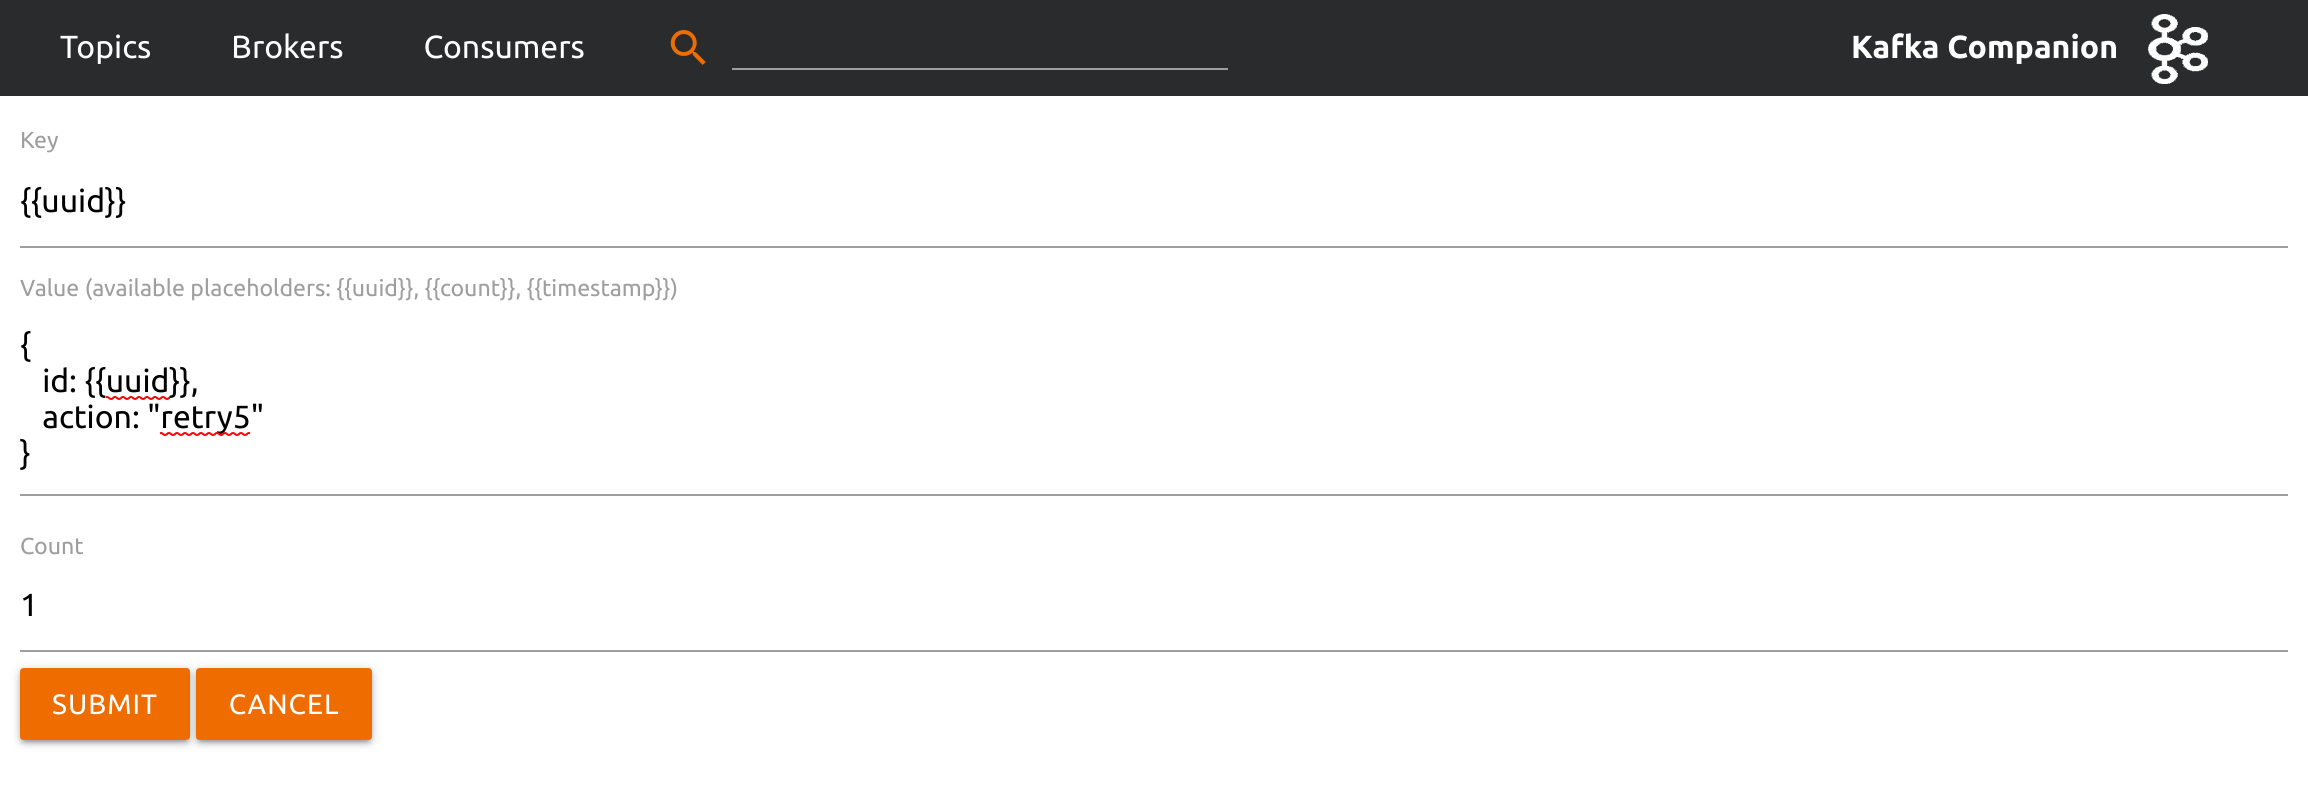 Topics Brokers Consumers Kafka Companion
Key
{{uuid}}
Value (available placeholders: {{uuid}}, {{count}}, {{timestamp}})
{
id: {{uuid}},
action: "retry5"
}
Count
1
SUBMIT CANCEL